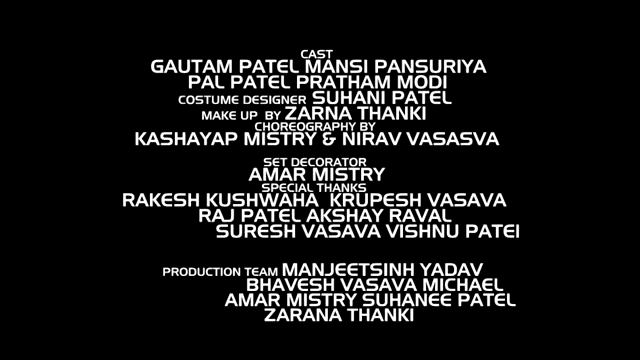 CAST
GAUTAM PATEL MANSI PANSURIYA
PAL PATEL PRATHAM MODI
COSTUME DESIGNER SUHANI PATEL
MAKE UP BY ZARNA THANKI
CHOREOGRAPHY BY
KASHAYAP MISTRY & NIRAV VASASVA
SET DECORATOR
AMAR MISTRY
SPECIAL THANKS
RAKESH KUSHWAHA KRUPESH VASAVA
RAJ PATEL AKSHAY RAVAL
SURESH VASAVA VISHNU PATEl
PRODUCTION TEAM MANJEETSINH YADAV
BHAVESH VASAVA MICHAEL
AMAR MISTRY SUHANEE PATEL
ZARANA THANKI